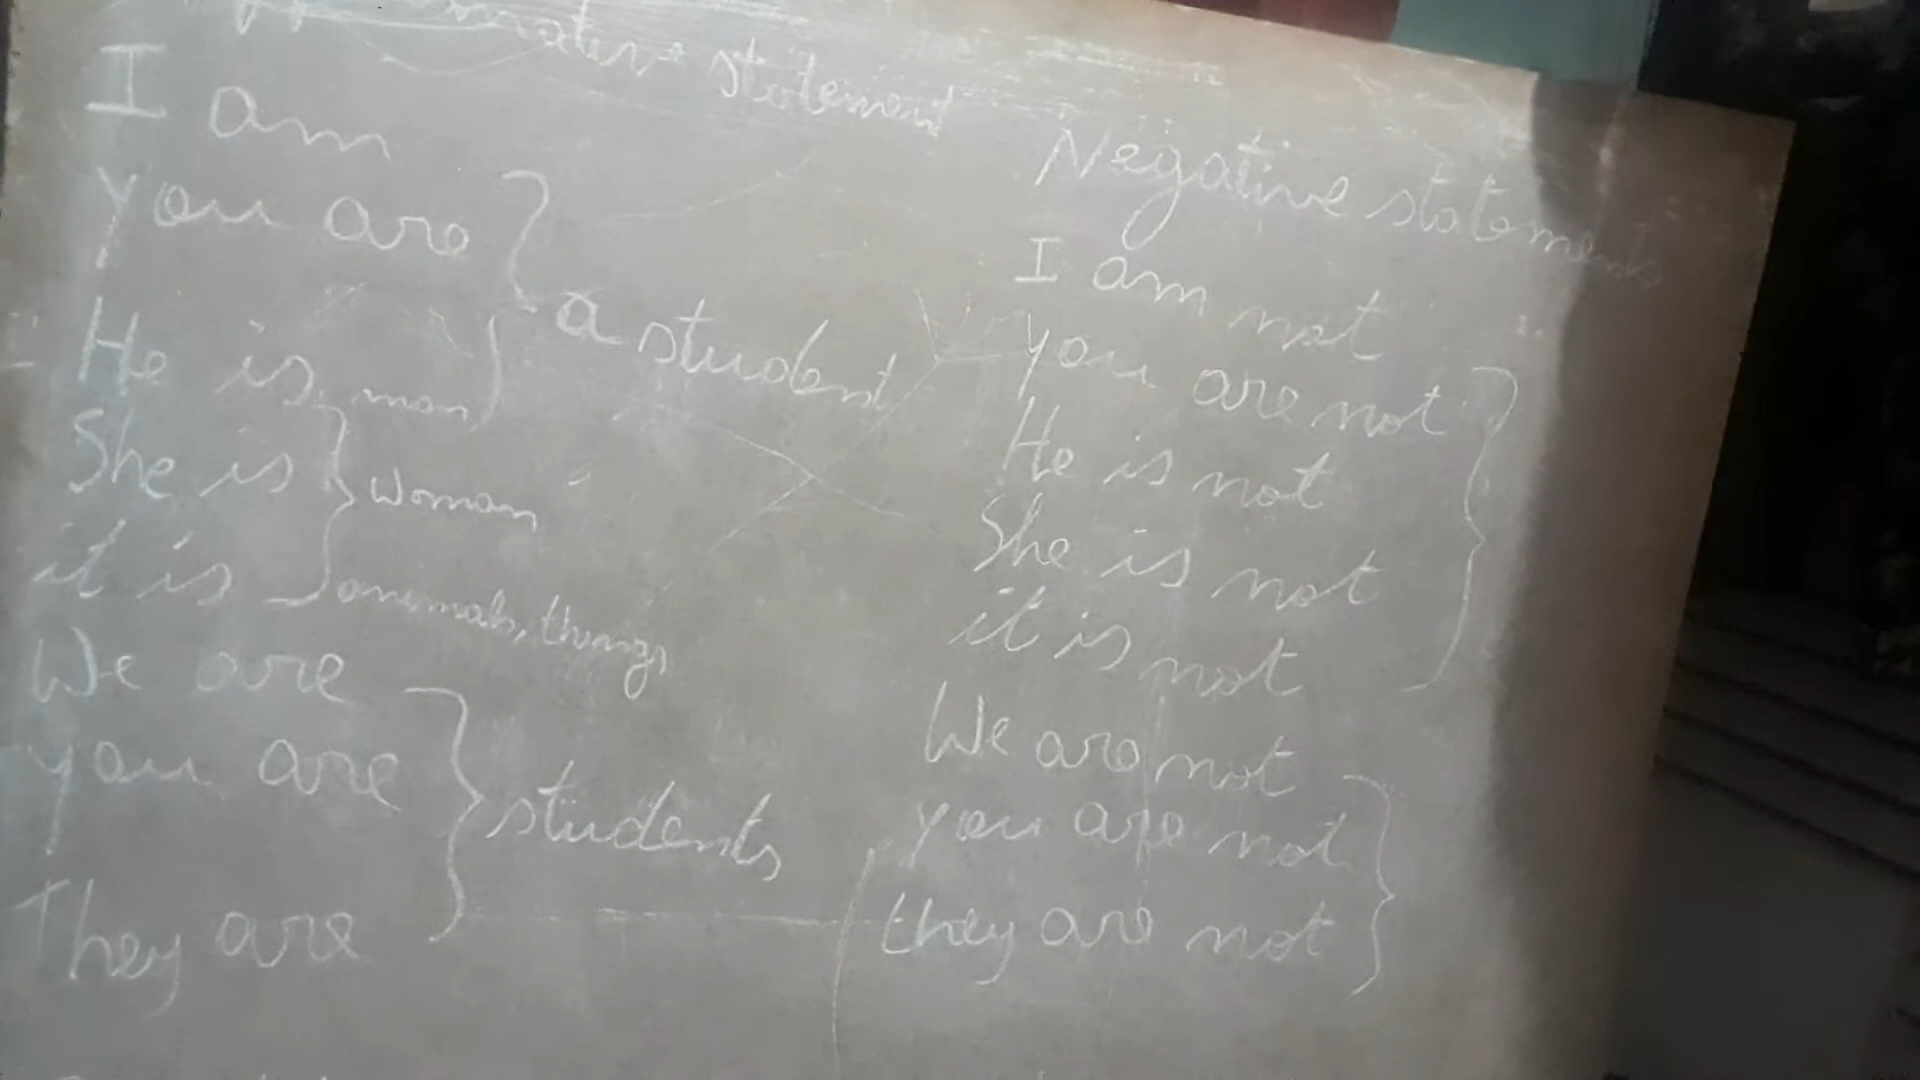 Affirmative statement
I am
you are
a student
He is man
She is woman
it is animals, things
We are
you are
students
They are
Negative statements
I am not
you are not
He is not
She is not
it is not
We are not
you are not
they are not